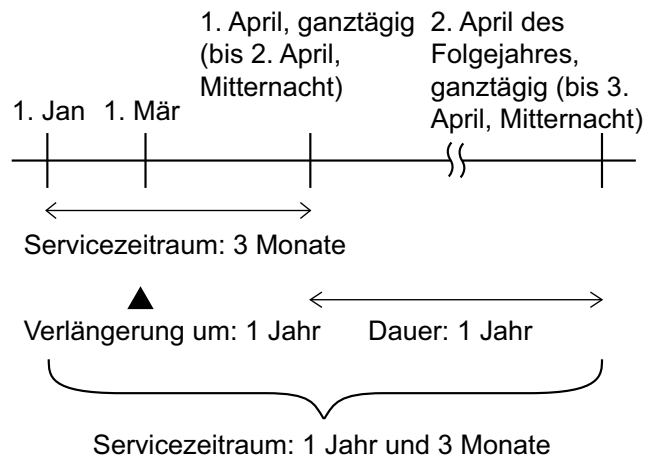 1. April, ganztägig
(bis 2. April,
Mitternacht)
2. April des
Folgejahres,
ganztägig (bis 3.
April, Mitternacht)
1. Jan
1. Mär
Servicezeitraum: 3 Monate
Verlängerung um: 1 Jahr
Dauer: 1 Jahr
Servicezeitraum: 1 Jahr und 3 Monate